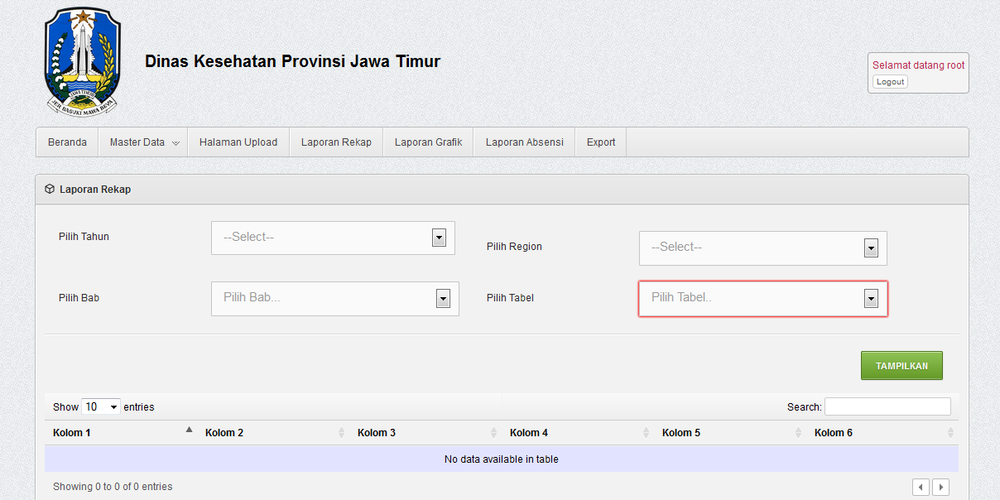 Dinas Kesehatan Provinsi Jawa Timur
JAWA TIMUR
JER BASUKI MAWA BEYA
Selamat datang root
Logout
Beranda Master Data Halaman Upload Laporan Rekap Laporan Grafik Laporan Absensi Export
Laporan Rekap
Pilih Tahun --Select-- Pilih Region --Select--
Pilih Bab Pilih Bab... Pilih Tabel Pilih Tabel..
TAMPILKAN
Show 10 entries Search:
Kolom 1 Kolom 2 Kolom 3 Kolom 4 Kolom 5 Kolom 6
No data available in table
Showing 0 to 0 of 0 entries